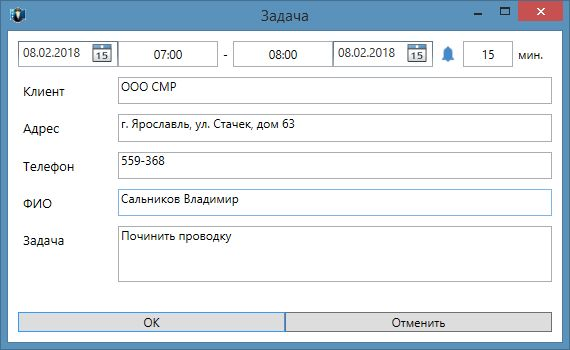 Задача
08.02.2018 15 07:00 - 08:00 08.02.2018 15 15 мин.
Клиент ООО СМР
Адрес г. Ярославль, ул. Стачек, дом 63
Телефон 559-368
ФИО Сальников Владимир
Задача Починить проводку
ОК Отменить